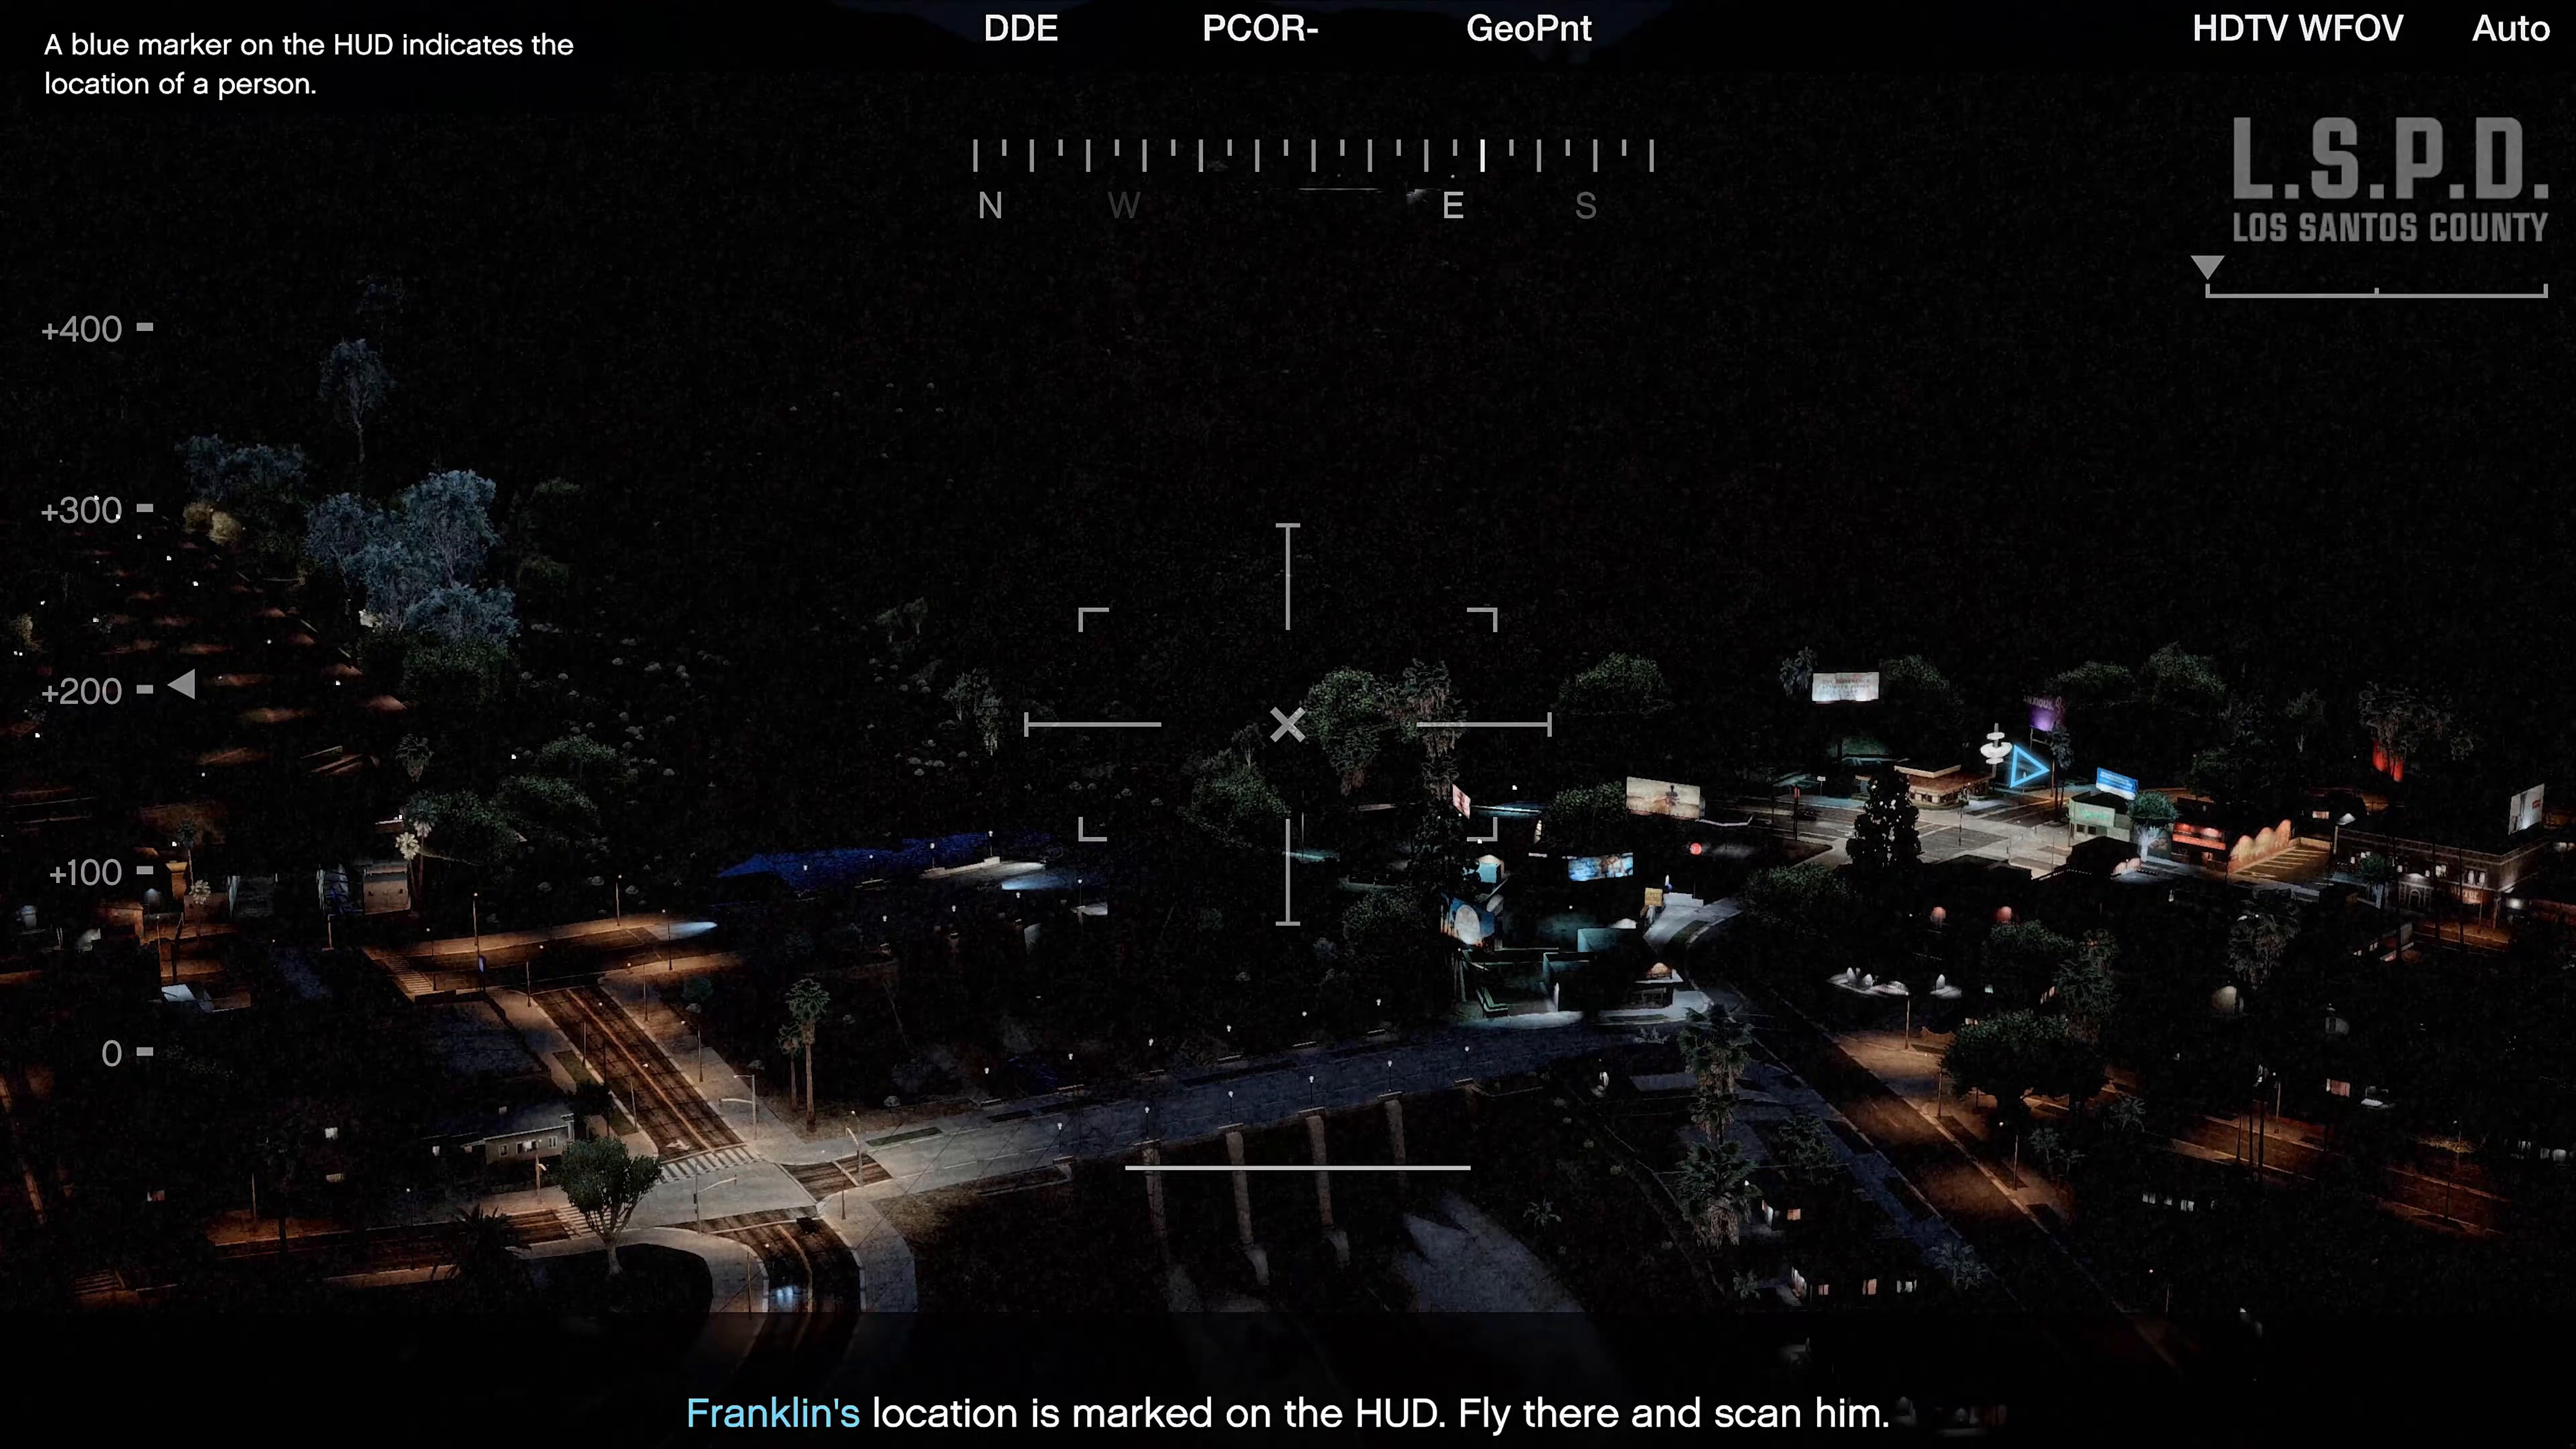 A blue marker on the HUD indicates the
location of a person.
DDE PCOR- GeoPnt
HDTV WFOV Auto
L.S.P.D.
LOS SANTOS COUNTY
N W E S
+400
+300
+200
+100
0
Franklin's location is marked on the HUD. Fly there and scan him.